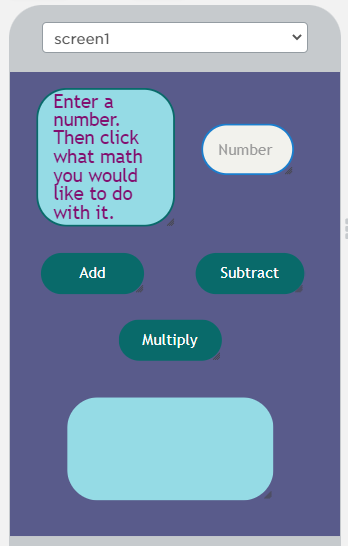 screen1
Enter a
number.
Then click
what math
you would
like to do
with it.
Number
Add
Subtract
Multiply